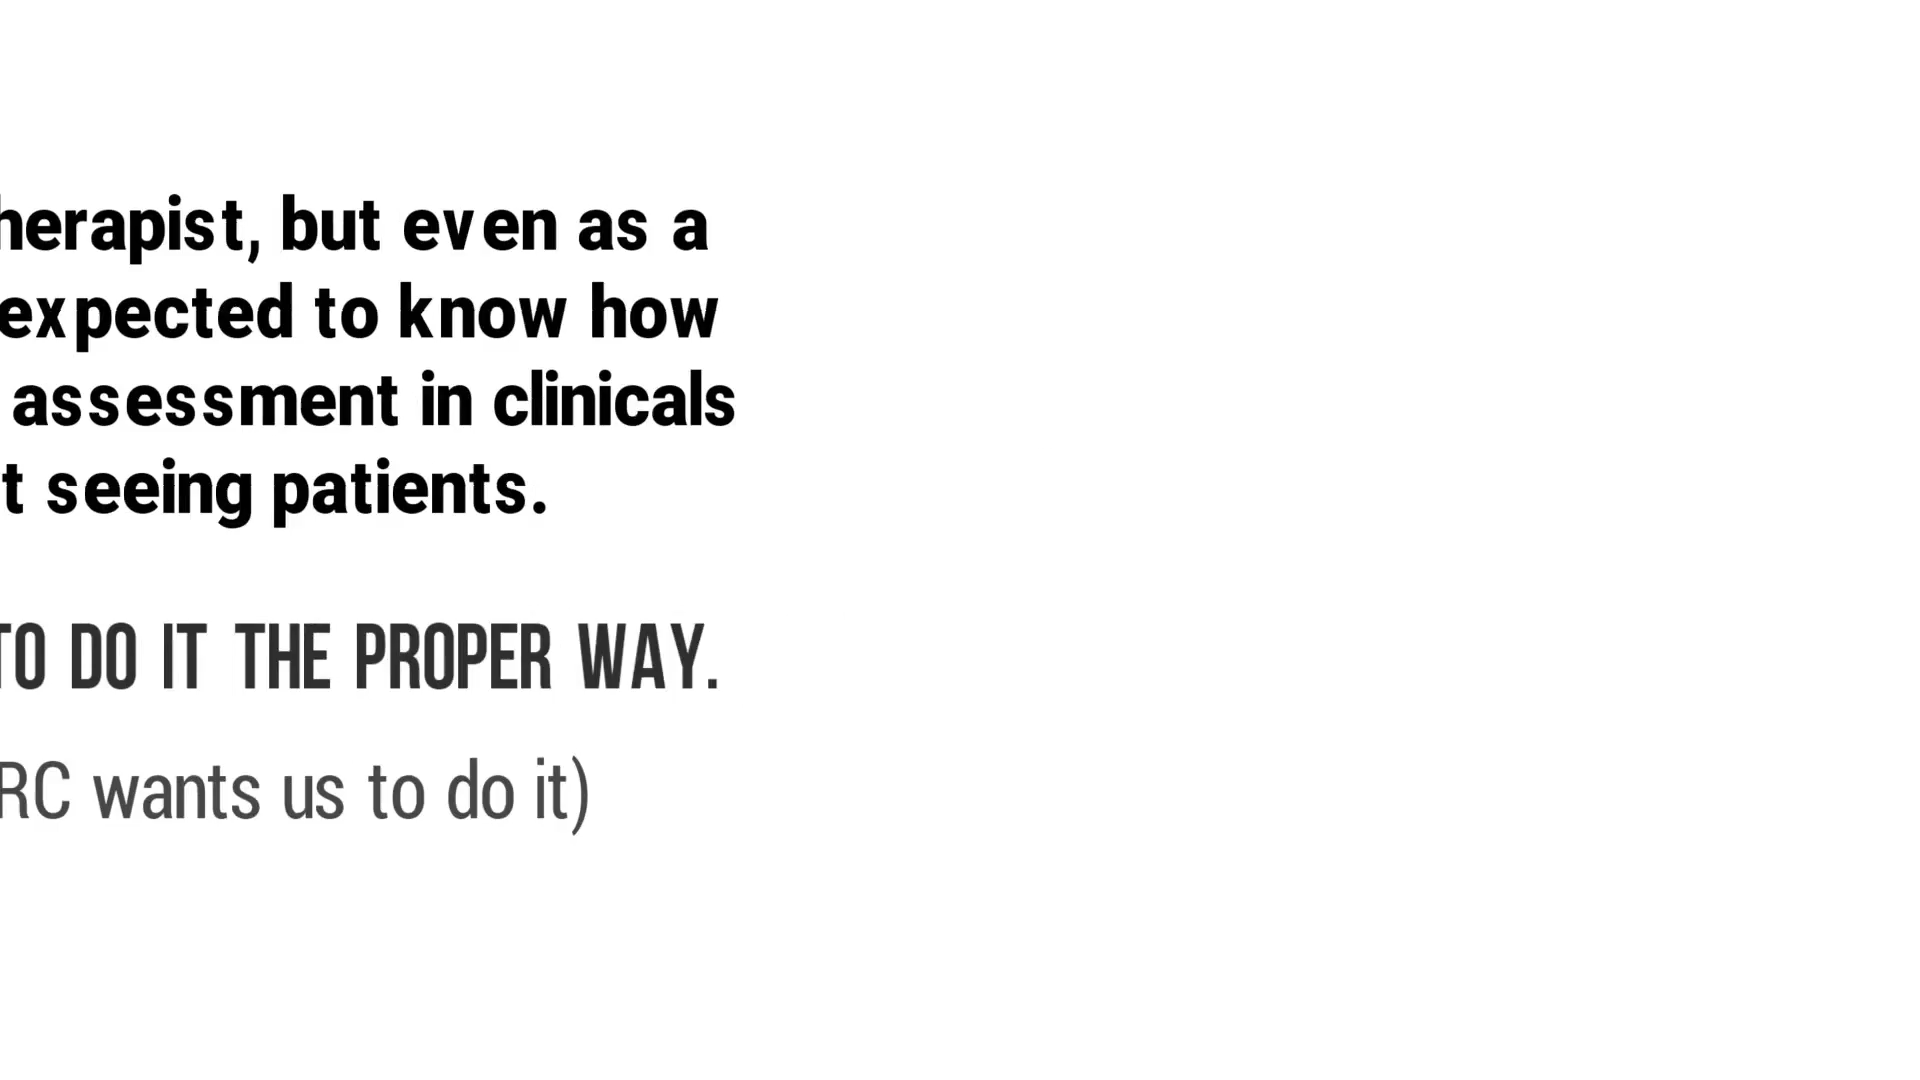 herapist, but even as a
expected to know how
assessment in clinicals
t seeing patients.
TO DO IT THE PROPER WAY.
RC wants us to do it)